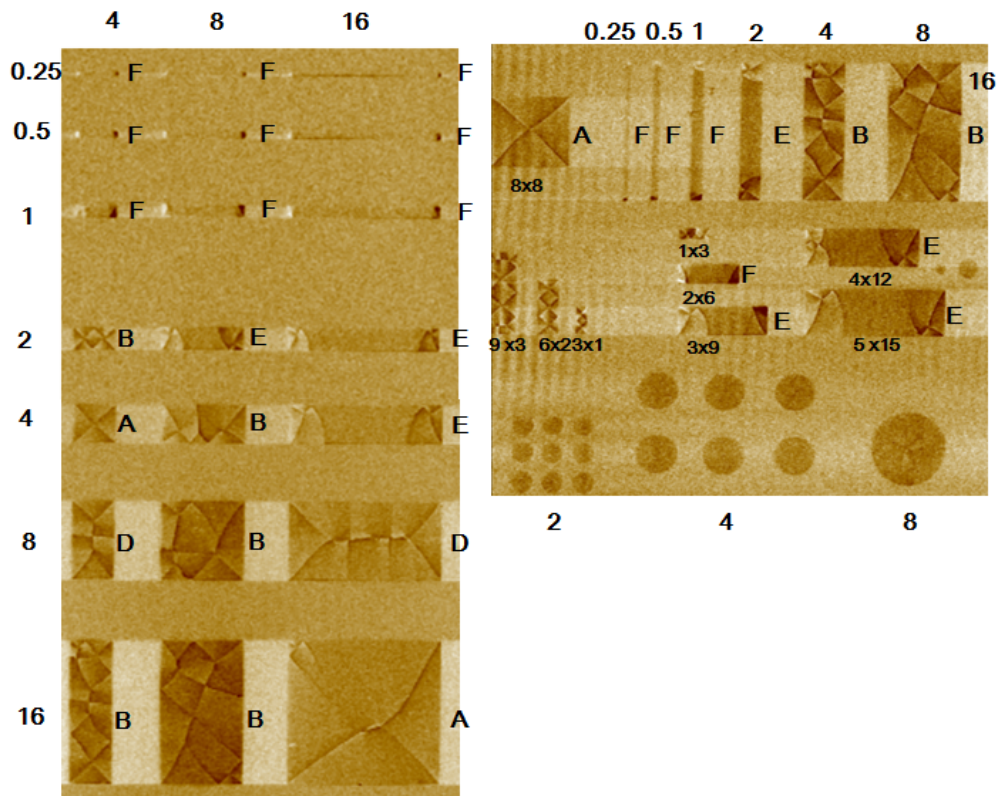 4 8 16
0.25 F F F
0.5 F F F
1 F F F
2 B E E
4 A B E
8 D B D
16 B B A
0.25 0.5 1 2 4 8
16
A F F F E B B
8x8
1x3 E
F 4x12
2x6
E E
9 x3 6x23x1 3x9 5 x15
2 4 8